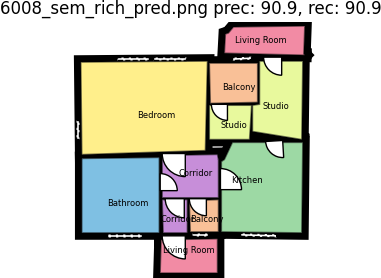 6008_sem_rich_pred.png prec: 90.9, rec: 90.9
Living Room
Balcony
Studio
Bedroom
Studio
Corridor
Kitchen
Bathroom
Corridor
Balcony
Living Room